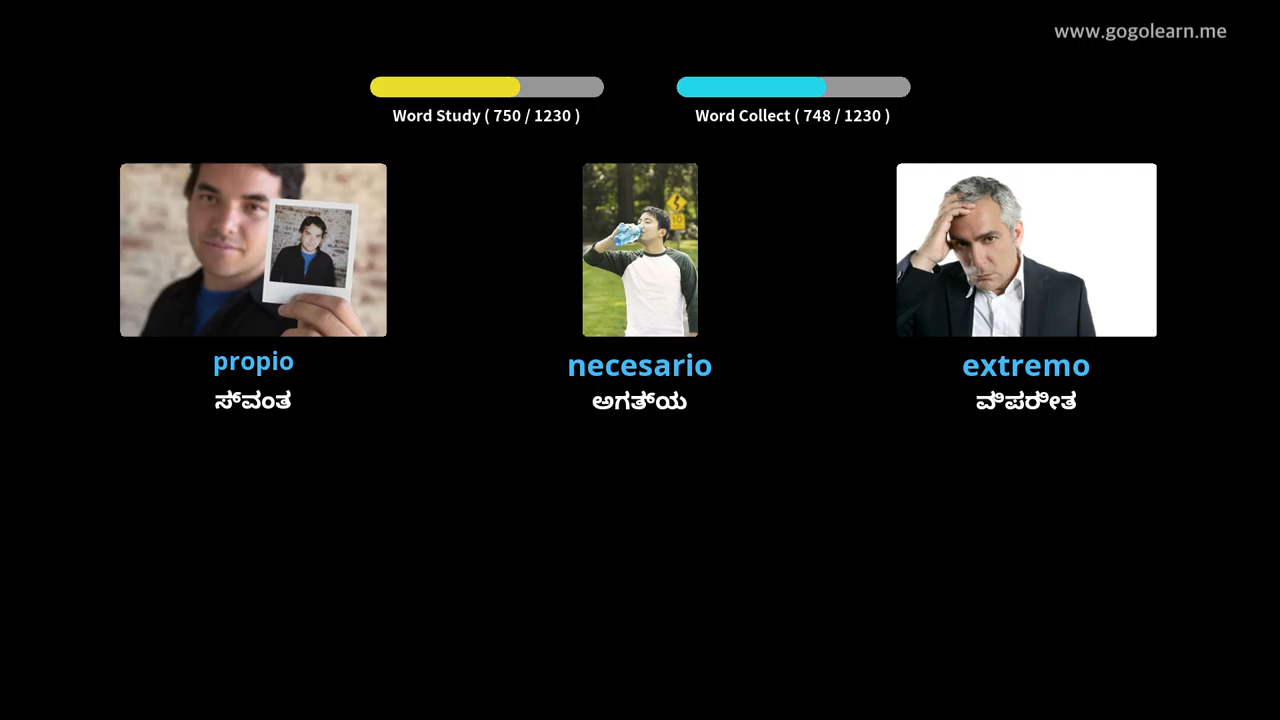 www.gogolearn.me
Word Study ( 750 / 1230 )
Word Collect ( 748 / 1230 )
propio
necesario
extremo
ಸ್ವಂತ
ಅಗತ್ಯ
ವಿಪರೀತ